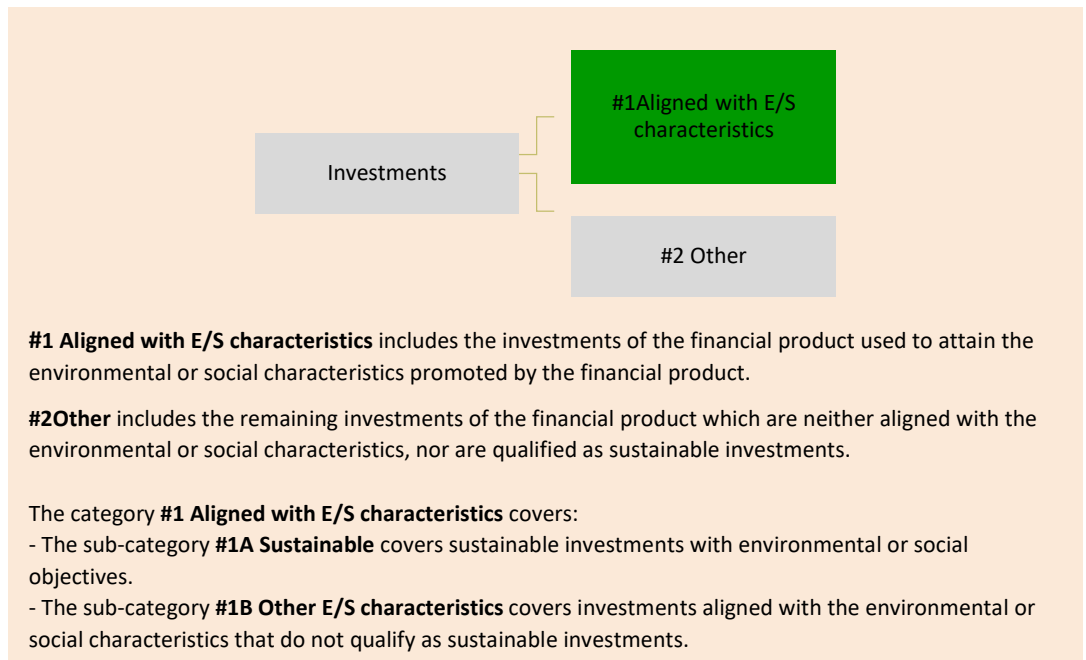 #1Aligned with E/S
characteristics
Investments
#2 Other
#1 Aligned with E/S characteristics includes the investments of the financial product used to attain the
environmental or social characteristics promoted by the financial product.
#2Other includes the remaining investments of the financial product which are neither aligned with the
environmental or social characteristics, nor are qualified as sustainable investments.
The category #1 Aligned with E/S characteristics covers:
- The sub-category #1A Sustainable covers sustainable investments with environmental or social
objectives.
- The sub-category #1B Other E/S characteristics covers investments aligned with the environmental or
social characteristics that do not qualify as sustainable investments.